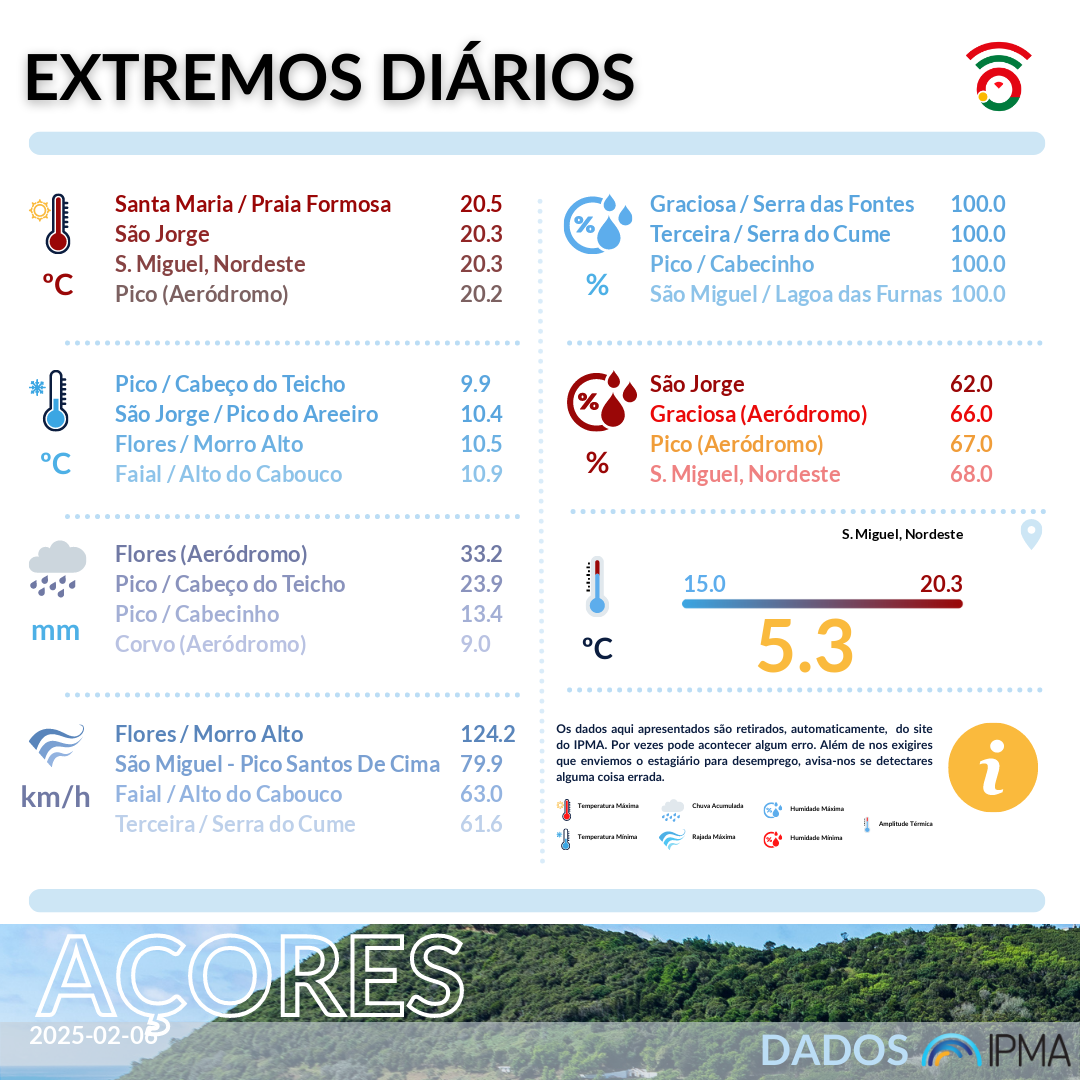 EXTREMOS DIÁRIOS
Santa Maria / Praia Formosa 20.5
São Jorge 20.3
S. Miguel, Nordeste 20.3
Pico (Aeródromo) 20.2
ºC
Pico / Cabeço do Teicho 9.9
São Jorge / Pico do Areeiro 10.4
Flores / Morro Alto 10.5
Faial / Alto do Cabouco 10.9
ºC
Flores (Aeródromo) 33.2
Pico / Cabeço do Teicho 23.9
Pico / Cabecinho 13.4
Corvo (Aeródromo) 9.0
mm
Flores / Morro Alto 124.2
São Miguel - Pico Santos De Cima 79.9
Faial / Alto do Cabouco 63.0
Terceira / Serra do Cume 61.6
km/h
%
Graciosa / Serra das Fontes 100.0
Terceira / Serra do Cume 100.0
Pico / Cabecinho 100.0
São Miguel / Lagoa das Furnas 100.0
%
%
São Jorge 62.0
Graciosa (Aeródromo) 66.0
Pico (Aeródromo) 67.0
S. Miguel, Nordeste 68.0
%
S. Miguel, Nordeste
15.0 20.3
5.3
ºC
Os dados aqui apresentados são retirados, automaticamente, do site
do IPMA. Por vezes pode acontecer algum erro. Além de nos exigires
que enviemos o estagiário para desemprego, avisa-nos se detectares
alguma coisa errada.
i
Temperatura Máxima Chuva Acumulada Humidade Máxima
Amplitude Térmica
Temperatura Mínima Rajada Máxima Humidade Mínima
AÇORES
2025-02-06
DADOS IPMA